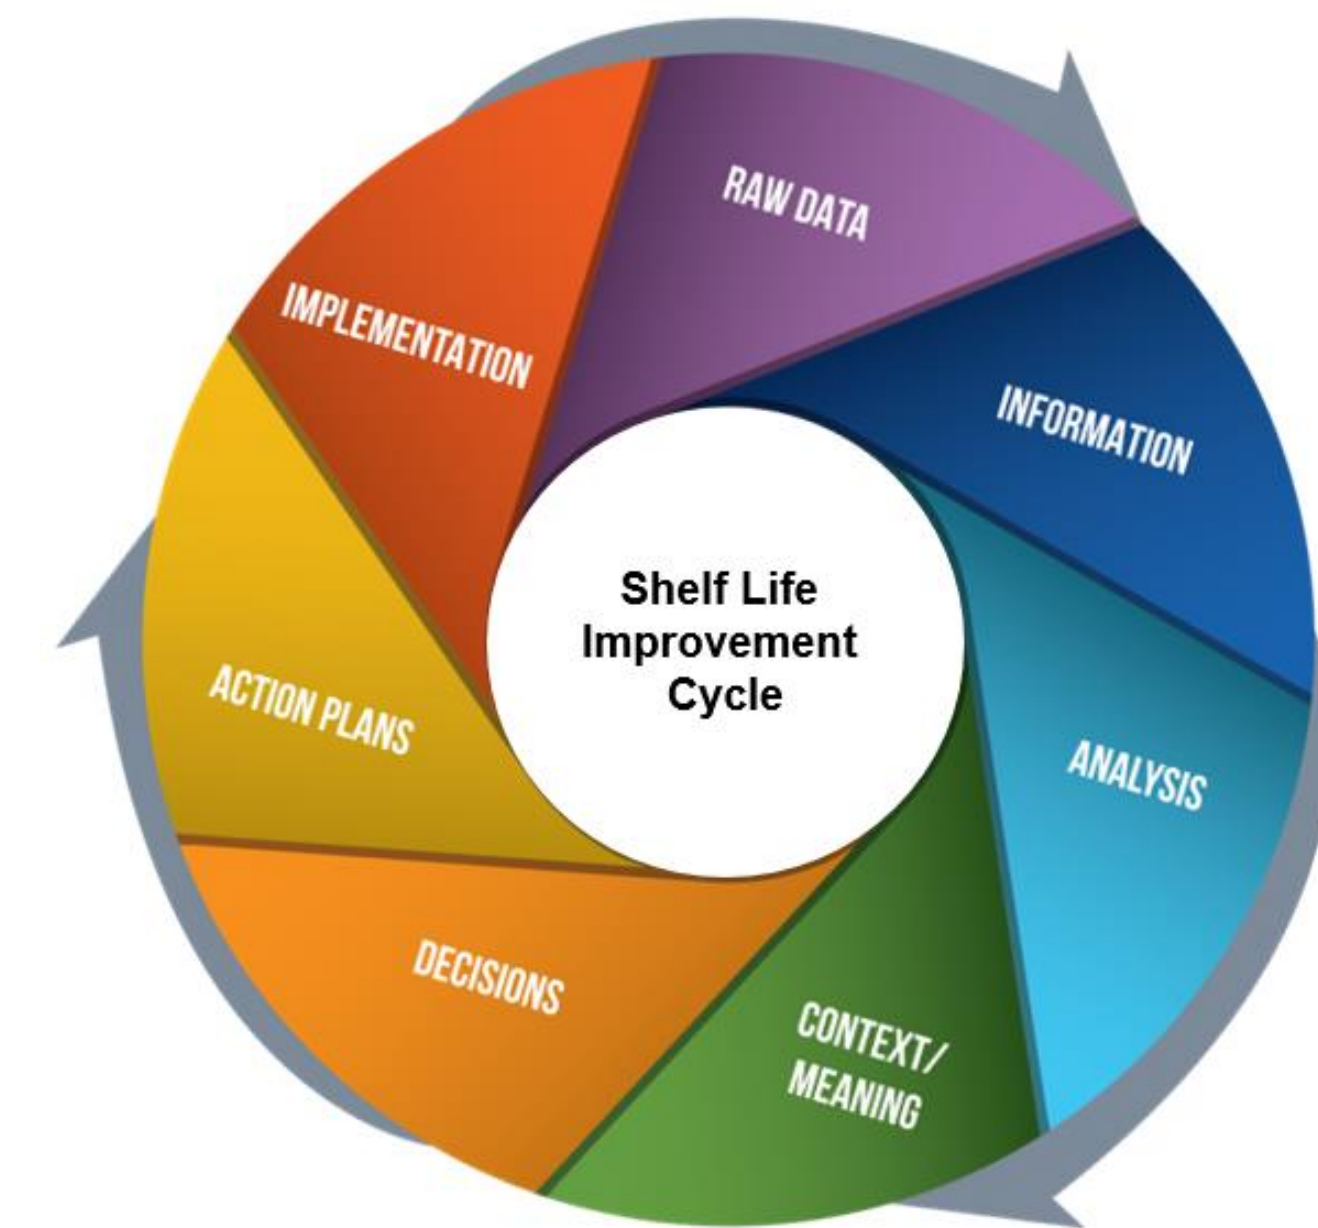 RAW DATA
INFORMATION
ANALYSIS
CONTEXT/
MEANING
DECISIONS
ACTION PLANS
IMPLEMENTATION
Shelf Life
Improvement
Cycle